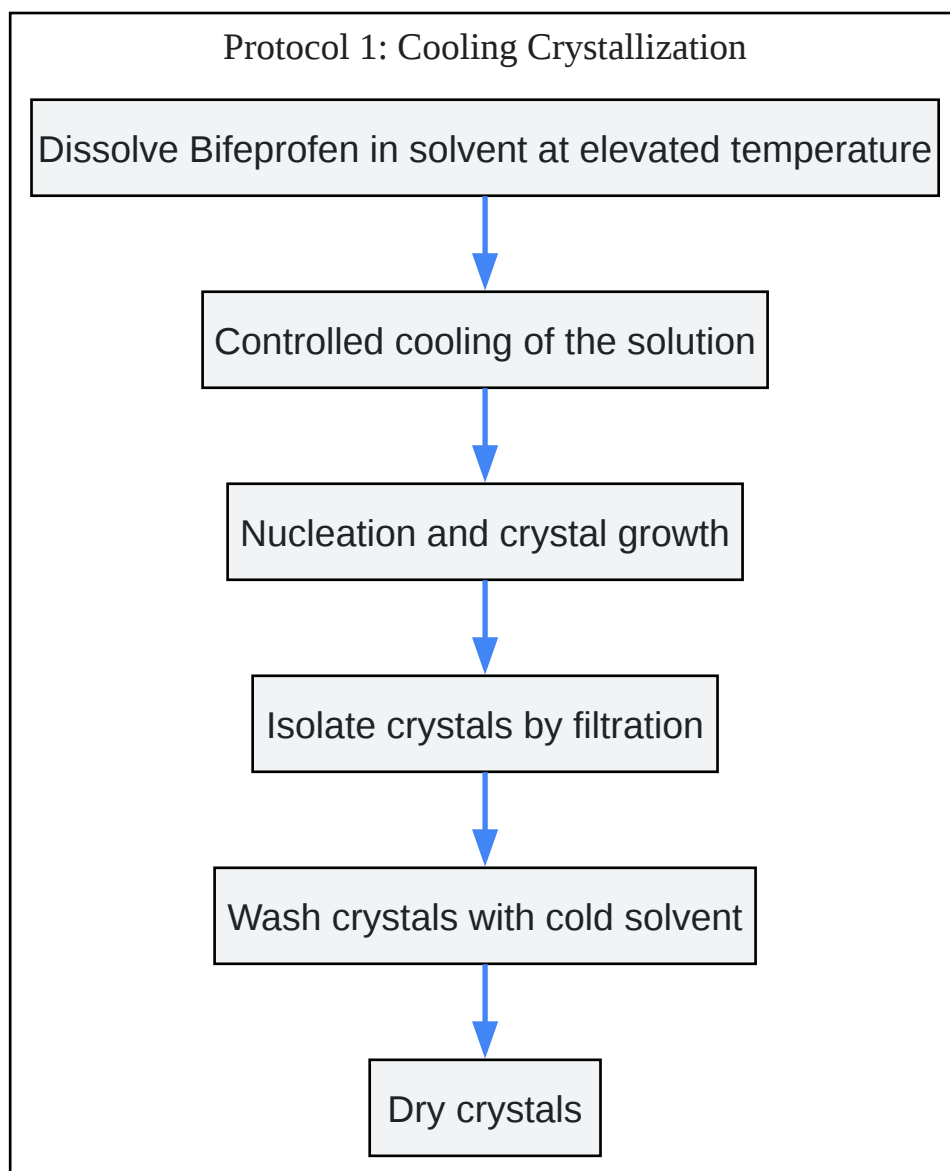 Protocol 1: Cooling Crystallization
Dissolve Bifeprofen in solvent at elevated temperature
Controlled cooling of the solution
Nucleation and crystal growth
Isolate crystals by filtration
Wash crystals with cold solvent
Dry crystals